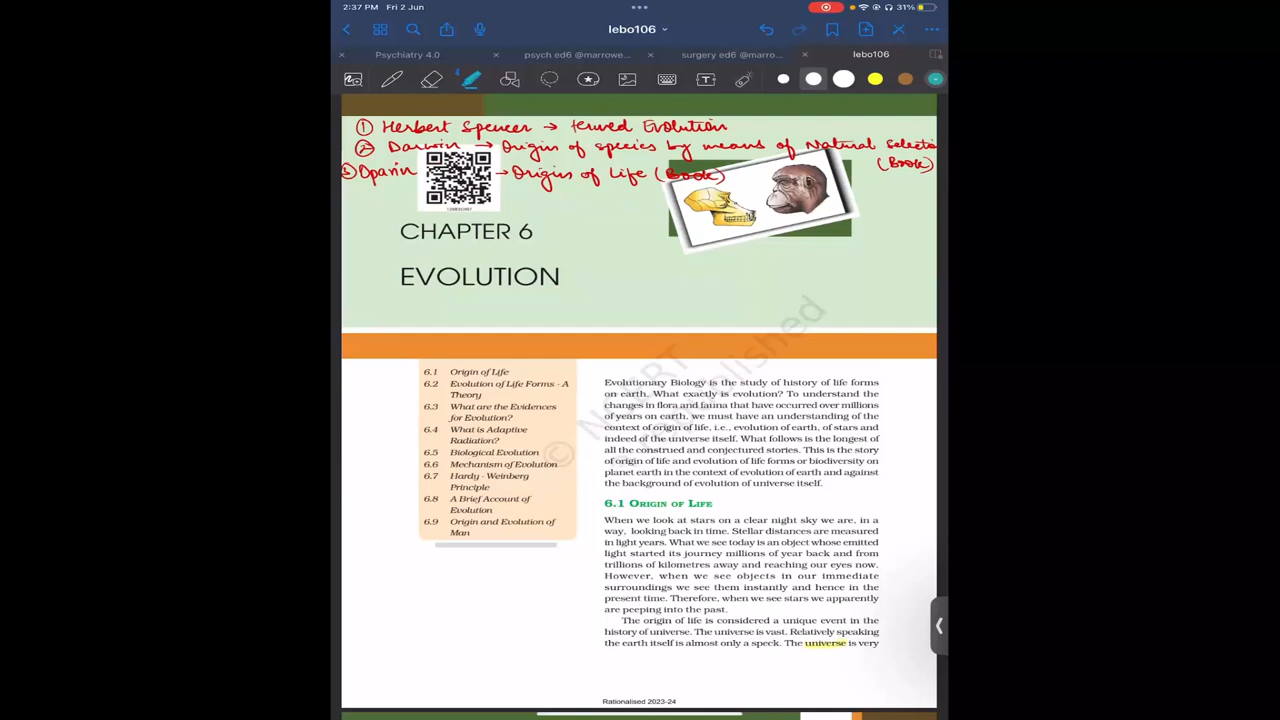 2:37 PM Fri 2 Jun
31%
lebo106
Psychiatry 4.0
psych ed6 @marrowe...
surgery ed6 @marro...
lebo106
① Herbert Spencer → termed Evolution
② Darwin → Origin of species by means of Natural Selectio
(Book)
③ Oparin → Origins of Life (Book)
CHAPTER 6
EVOLUTION
6.1 Origin of Life
6.2 Evolution of Life Forms - A
Theory
6.3 What are the Evidences
for Evolution?
6.4 What is Adaptive
Radiation?
6.5 Biological Evolution
6.6 Mechanism of Evolution
6.7 Hardy - Weinberg
Principle
6.8 A Brief Account of
Evolution
6.9 Origin and Evolution of
Man
Evolutionary Biology is the study of history of life forms
on earth. What exactly is evolution? To understand the
changes in flora and fauna that have occurred over millions
of years on earth, we must have an understanding of the
context of origin of life, i.e., evolution of earth, of stars and
indeed of the universe itself. What follows is the longest of
all the construed and conjectured stories. This is the story
of origin of life and evolution of life forms or biodiversity on
planet earth in the context of evolution of earth and against
the background of evolution of universe itself.
6.1 ORIGIN OF LIFE
When we look at stars on a clear night sky we are, in a
way, looking back in time. Stellar distances are measured
in light years. What we see today is an object whose emitted
light started its journey millions of year back and from
trillions of kilometres away and reaching our eyes now.
However, when we see objects in our immediate
surroundings we see them instantly and hence in the
present time. Therefore, when we see stars we apparently
are peeping into the past.
The origin of life is considered a unique event in the
history of universe. The universe is vast. Relatively speaking
the earth itself is almost only a speck. The universe is very
Rationalised 2023-24